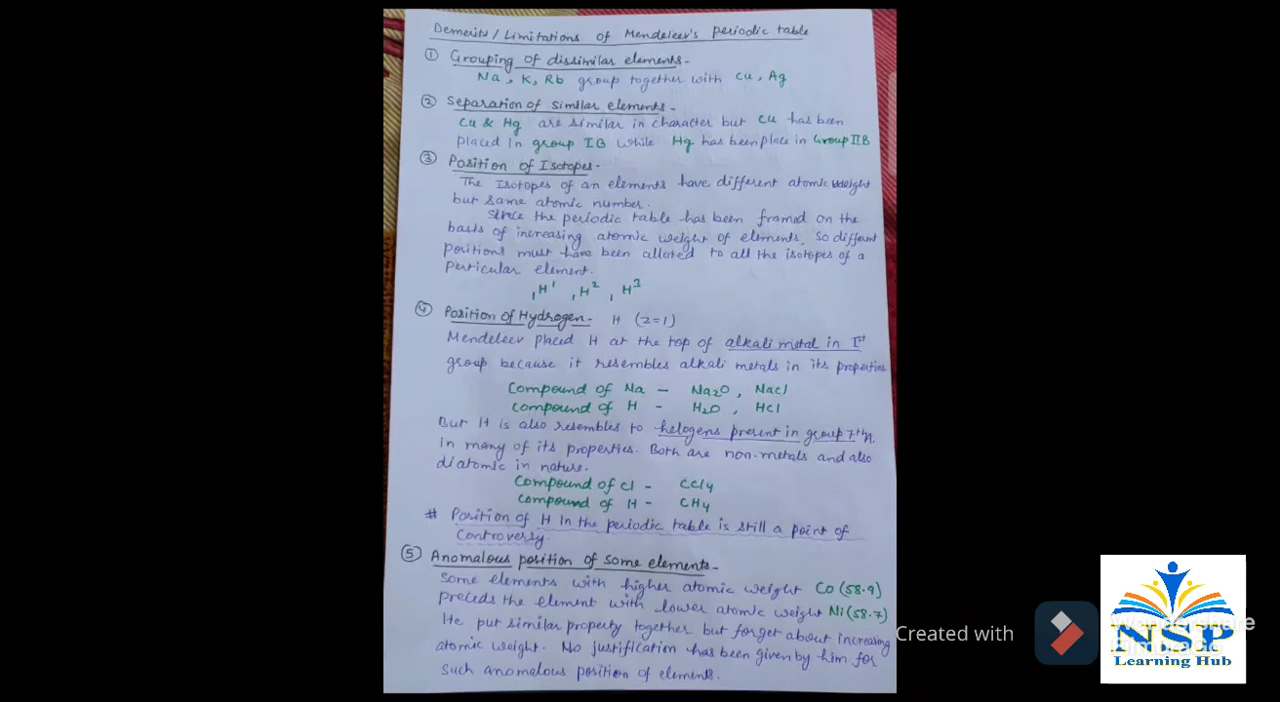 Demerits/Limitations of Mendeleev's periodic table
① Grouping of dissimilar elements-
Na, K, Rb group together with Cu, Ag
② Separation of similar elements-
Cu & Hg are similar in character but Cu has been
placed in group IB while Hg has been place in Group IIB
③ Position of Isotopes-
The Isotopes of an elements have different atomic weight
but same atomic number.
Since the periodic table has been framed on the
basis of increasing atomic weight of elements. So different
positions must have been alloted to all the isotopes of a
perticular element.
₁H¹ ₁H² ₁H³
④ Position of Hydrogen- H (Z=1)
Mendeleev placed H at the top of alkali metal in Ist
group because it resembles alkali metals in its properties
Compound of Na - Na₂O, NaCl
Compound of H - H₂O, HCl
But H is also resembles to helogens present in group 7th A.
In many of its properties. Both are non-metals and also
diatomic in nature.
Compound of Cl - CCl₄
Compound of H - CH₄
# Position of H In the periodic table is still a point of
Controversy.
⑤ Anomalous position of some elements-
Some elements with higher atomic weight Co (58.9)
preceds the element with lower atomic weight Ni (58.7)
He put similar property together but forget about increasing
atomic weight. No justification has been given by him for
such anomalous position of elements.
Created with
Wondershare
Filmora
NSP
Learning Hub